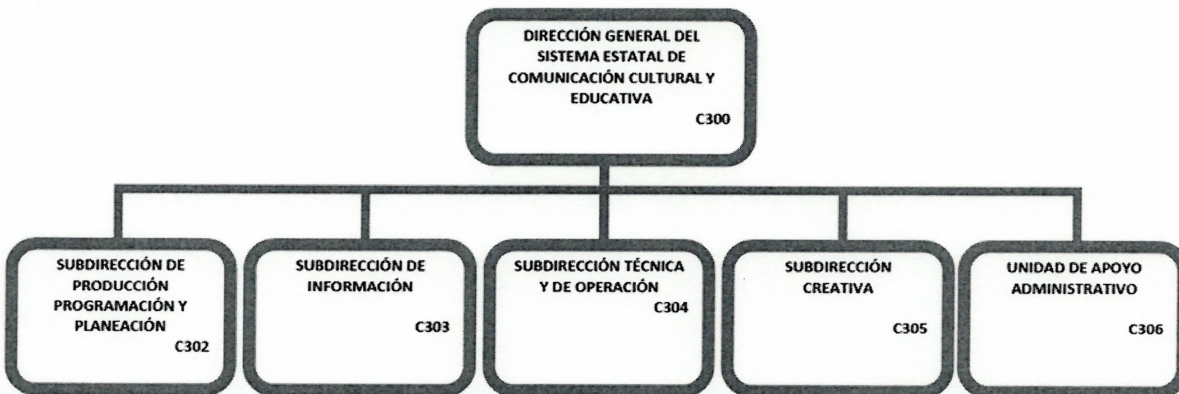 DIRECCIÓN GENERAL DEL
SISTEMA ESTATAL DE
COMUNICACIÓN CULTURAL Y
EDUCATIVA
C300
SUBDIRECCIÓN DE
PRODUCCIÓN
PROGRAMACIÓN Y
PLANEACIÓN
C302
SUBDIRECCIÓN DE
INFORMACIÓN
C303
SUBDIRECCIÓN TÉCNICA
Y DE OPERACIÓN
C304
SUBDIRECCIÓN
CREATIVA
C305
UNIDAD DE APOYO
ADMINISTRATIVO
C306